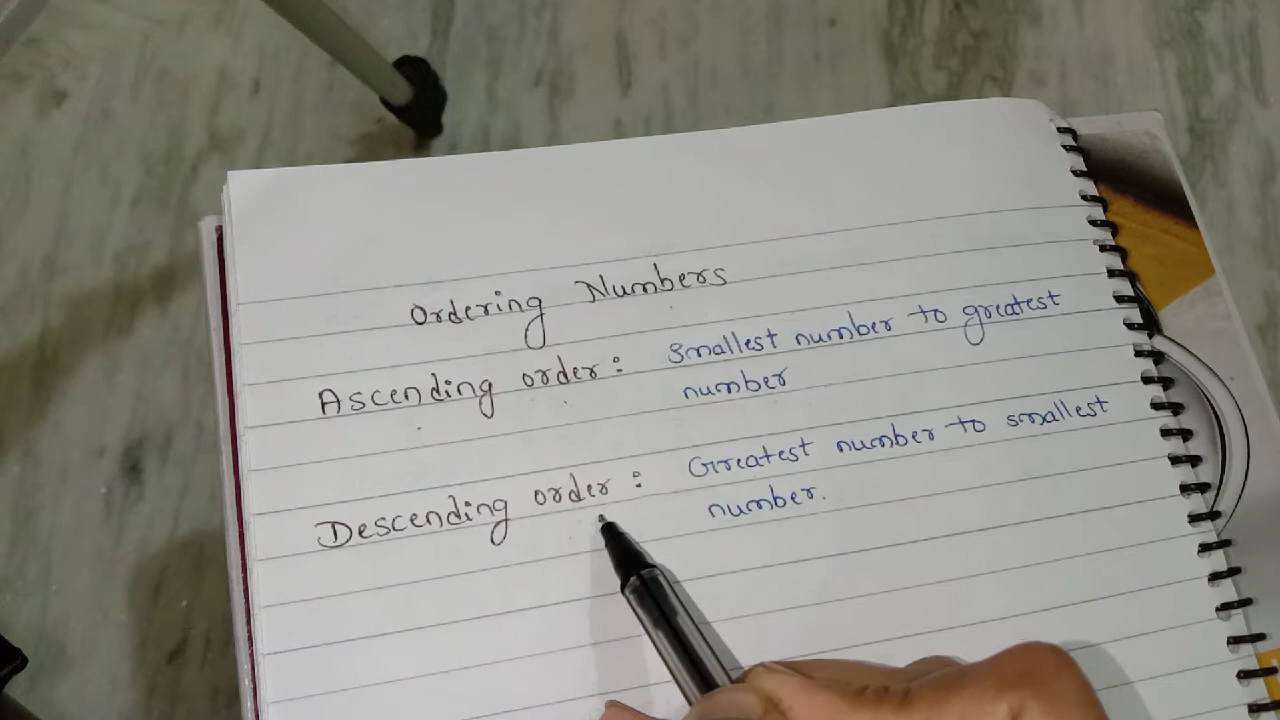 Ordering Numbers
Ascending order: Smallest number to greatest
number
Descending order: Greatest number to smallest
number.